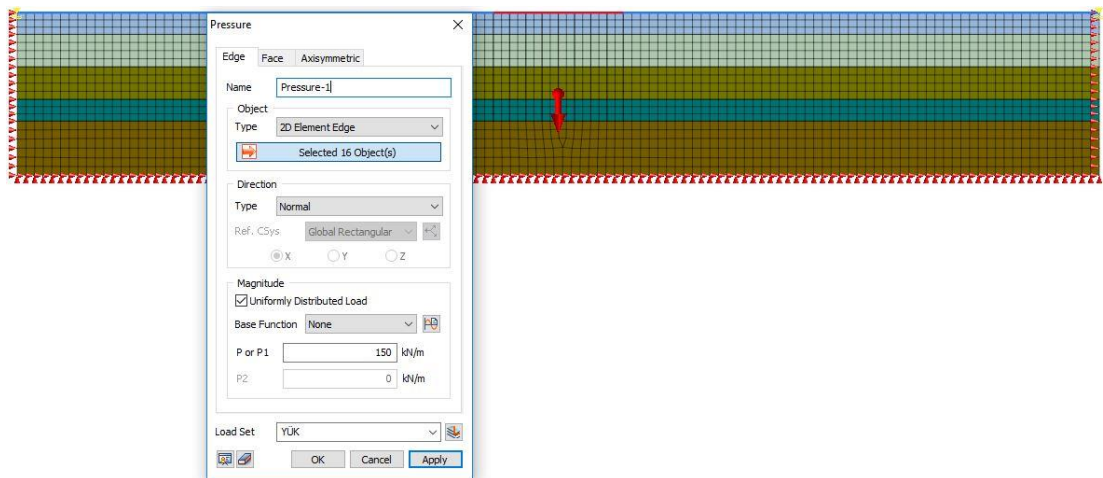 Pressure
Edge Face Axisymmetric
Name Pressure-1
Object
Type 2D Element Edge
Selected 16 Object(s)
Direction
Type Normal
Ref. CSys Global Rectangular
X Y Z
Magnitude
Uniformly Distributed Load
Base Function None
P or P1 150 kN/m
P2 0 kN/m
Load Set YÜK
OK Cancel Apply